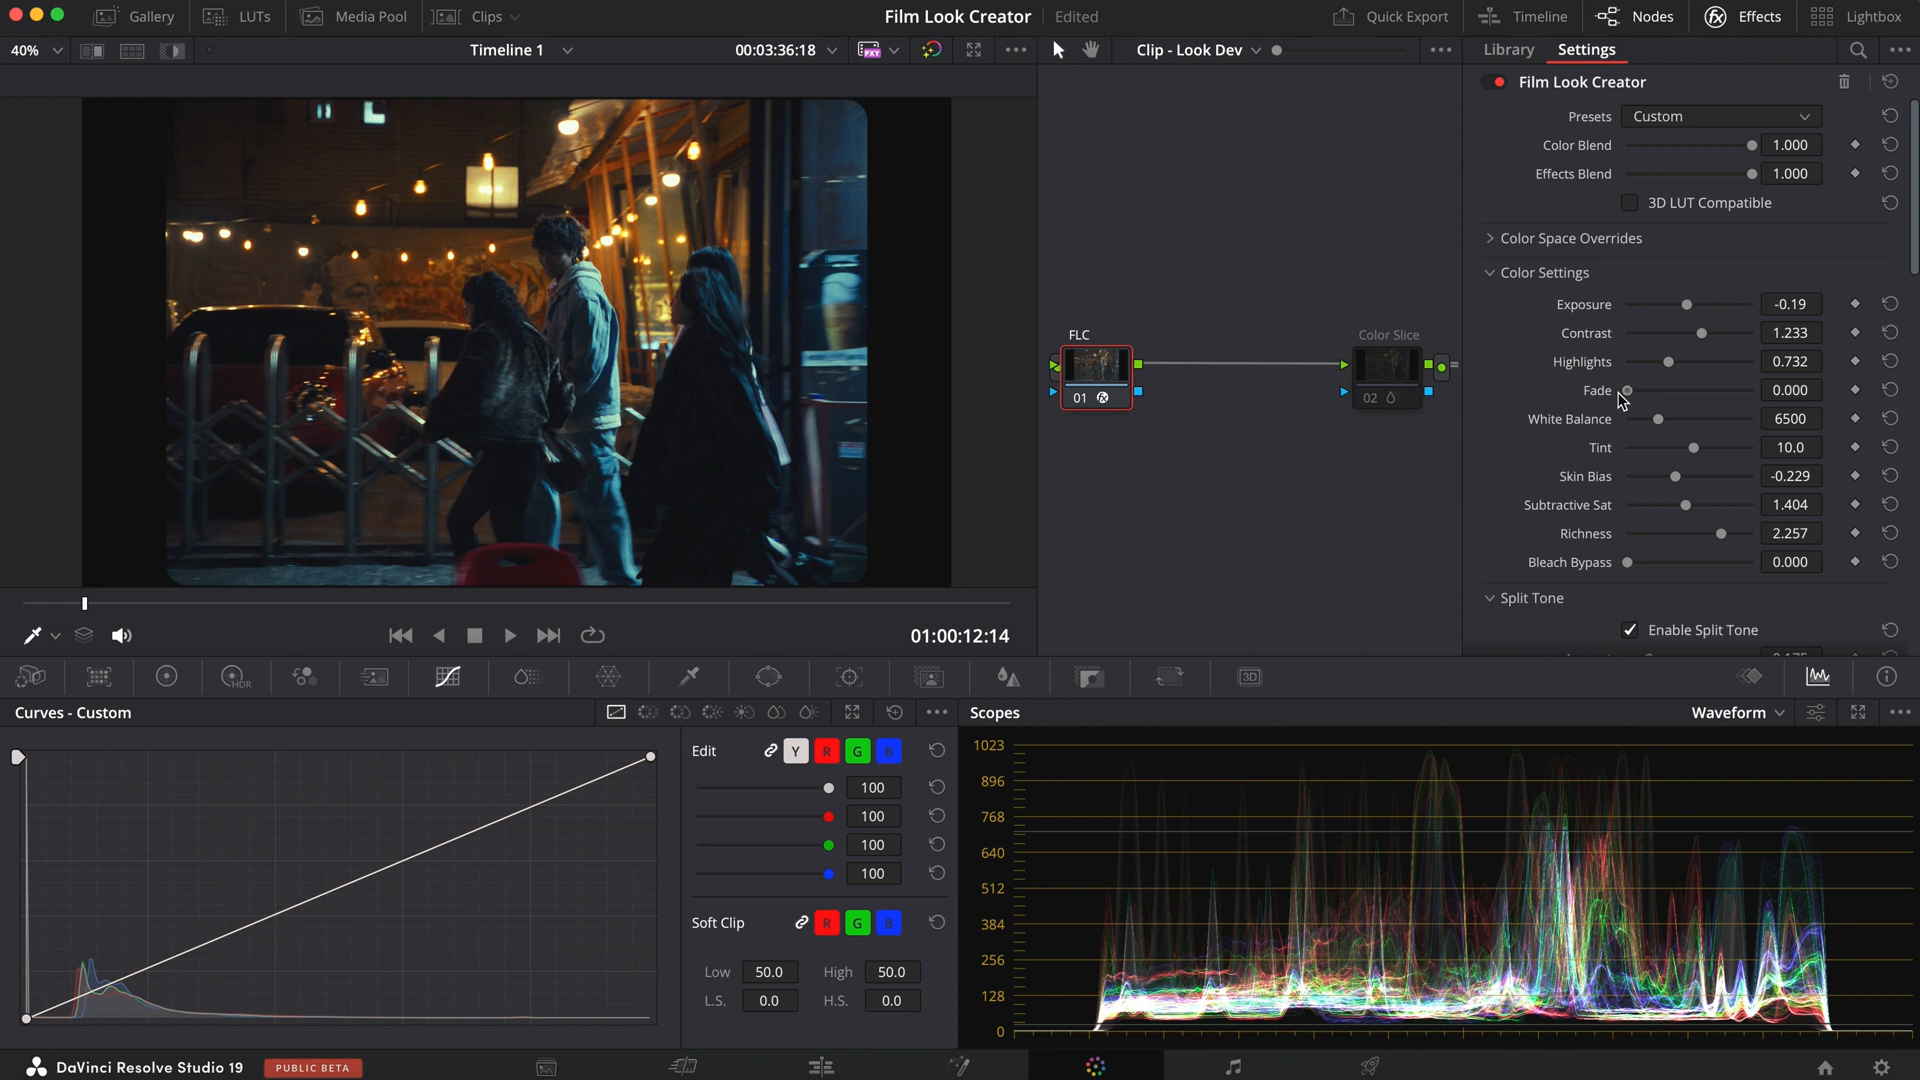 Gallery
LUTs
Media Pool
Clips
Film Look Creator
Edited
Quick Export
Timeline
Nodes
Effects
Lightbox
40%
Timeline 1
00:03:36:18
PXY
Clip - Look Dev
Library
Settings
Film Look Creator
Presets
Custom
Color Blend
1.000
Effects Blend
1.000
3D LUT Compatible
Color Space Overrides
Color Settings
Exposure
-0.19
Contrast
1.233
Highlights
0.732
Fade
0.000
White Balance
6500
Tint
10.0
Skin Bias
-0.229
Subtractive Sat
1.404
Richness
2.257
Bleach Bypass
0.000
Split Tone
Enable Split Tone
FLC
01
Color Slice
02
01:00:12:14
HDR
3D
Curves - Custom
Edit
Y
R
G
B
100
100
100
100
Soft Clip
R
G
B
Low
50.0
High
50.0
L.S.
0.0
H.S.
0.0
Scopes
Waveform
1023
896
768
640
512
384
256
128
0
DaVinci Resolve Studio 19
PUBLIC BETA